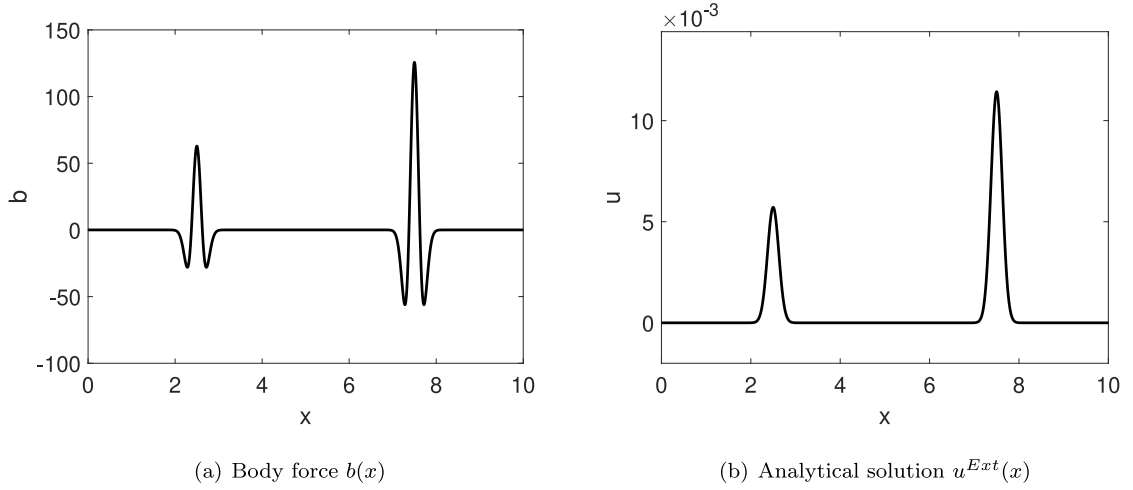 150
100
50
0
-50
-100
b
0 2 4 6 8 10
x
×10⁻³
10
5
0
u
0 2 4 6 8 10
x
(a) Body force b(x)
(b) Analytical solution u^{Ext}(x)